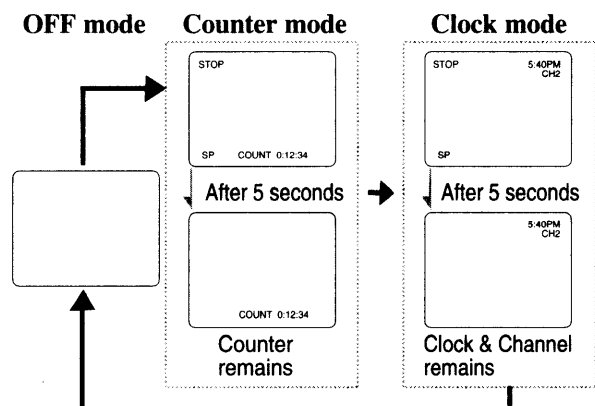 OFF mode
Counter mode
Clock mode
STOP
SP COUNT 0:12:34
After 5 seconds
COUNT 0:12:34
Counter
remains
STOP 5:40PM
CH2
SP
After 5 seconds
5:40PM
CH2
Clock & Channel
remains